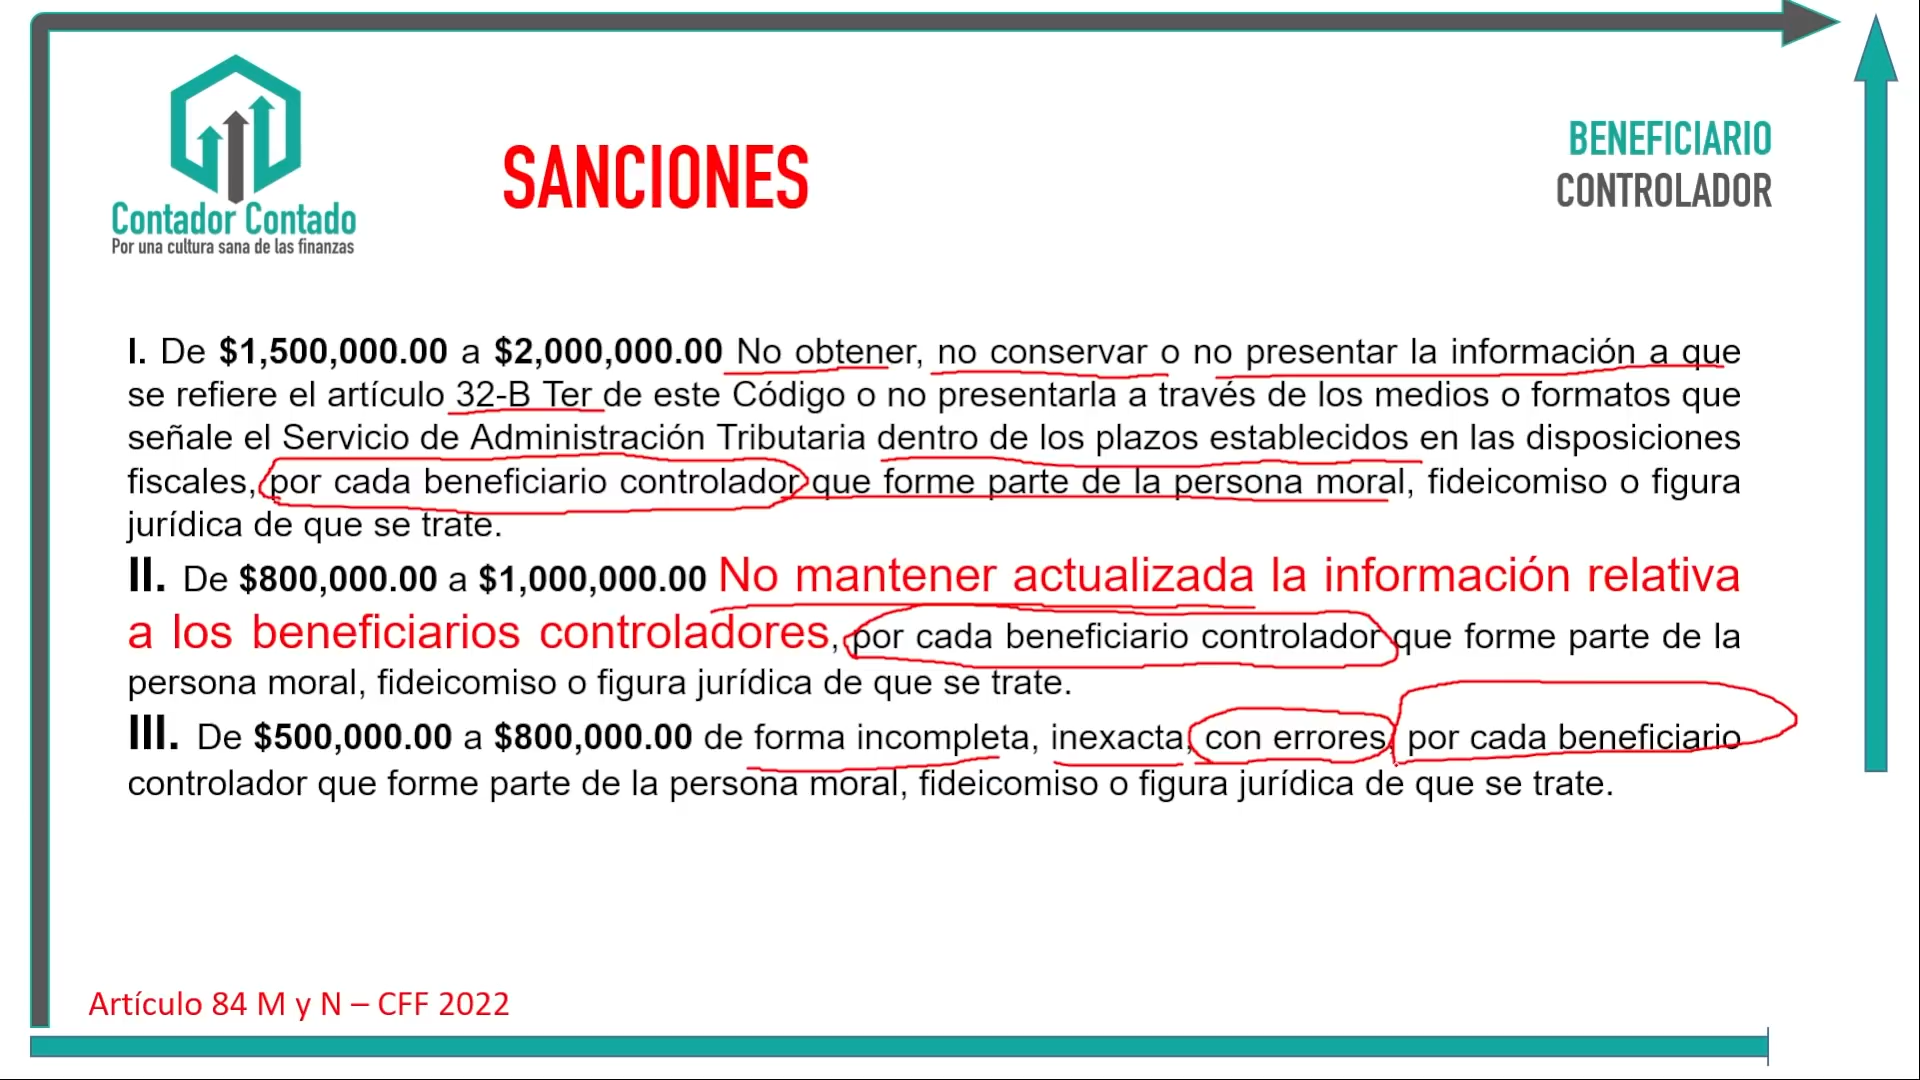 Contador Contado
Por una cultura sana de las finanzas
SANCIONES
BENEFICIARIO
CONTROLADOR
I. De $1,500,000.00 a $2,000,000.00 No obtener, no conservar o no presentar la información a que
se refiere el artículo 32-B Ter de este Código o no presentarla a través de los medios o formatos que
señale el Servicio de Administración Tributaria dentro de los plazos establecidos en las disposiciones
fiscales, por cada beneficiario controlador que forme parte de la persona moral, fideicomiso o figura
jurídica de que se trate.
II. De $800,000.00 a $1,000,000.00 No mantener actualizada la información relativa
a los beneficiarios controladores, por cada beneficiario controlador que forme parte de la
persona moral, fideicomiso o figura jurídica de que se trate.
III. De $500,000.00 a $800,000.00 de forma incompleta, inexacta, con errores, por cada beneficiario
controlador que forme parte de la persona moral, fideicomiso o figura jurídica de que se trate.
Artículo 84 M y N – CFF 2022